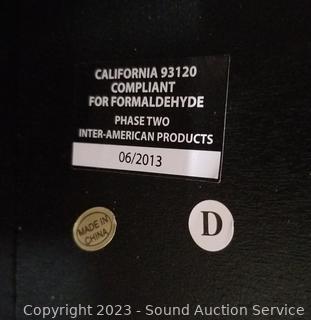 CALIFORNIA 93120
COMPLIANT
FOR FORMALDEHYDE
PHASE TWO
INTER-AMERICAN PRODUCTS
06/2013
MADE IN
CHINA
D
Copyright 2023 - Sound Auction Service